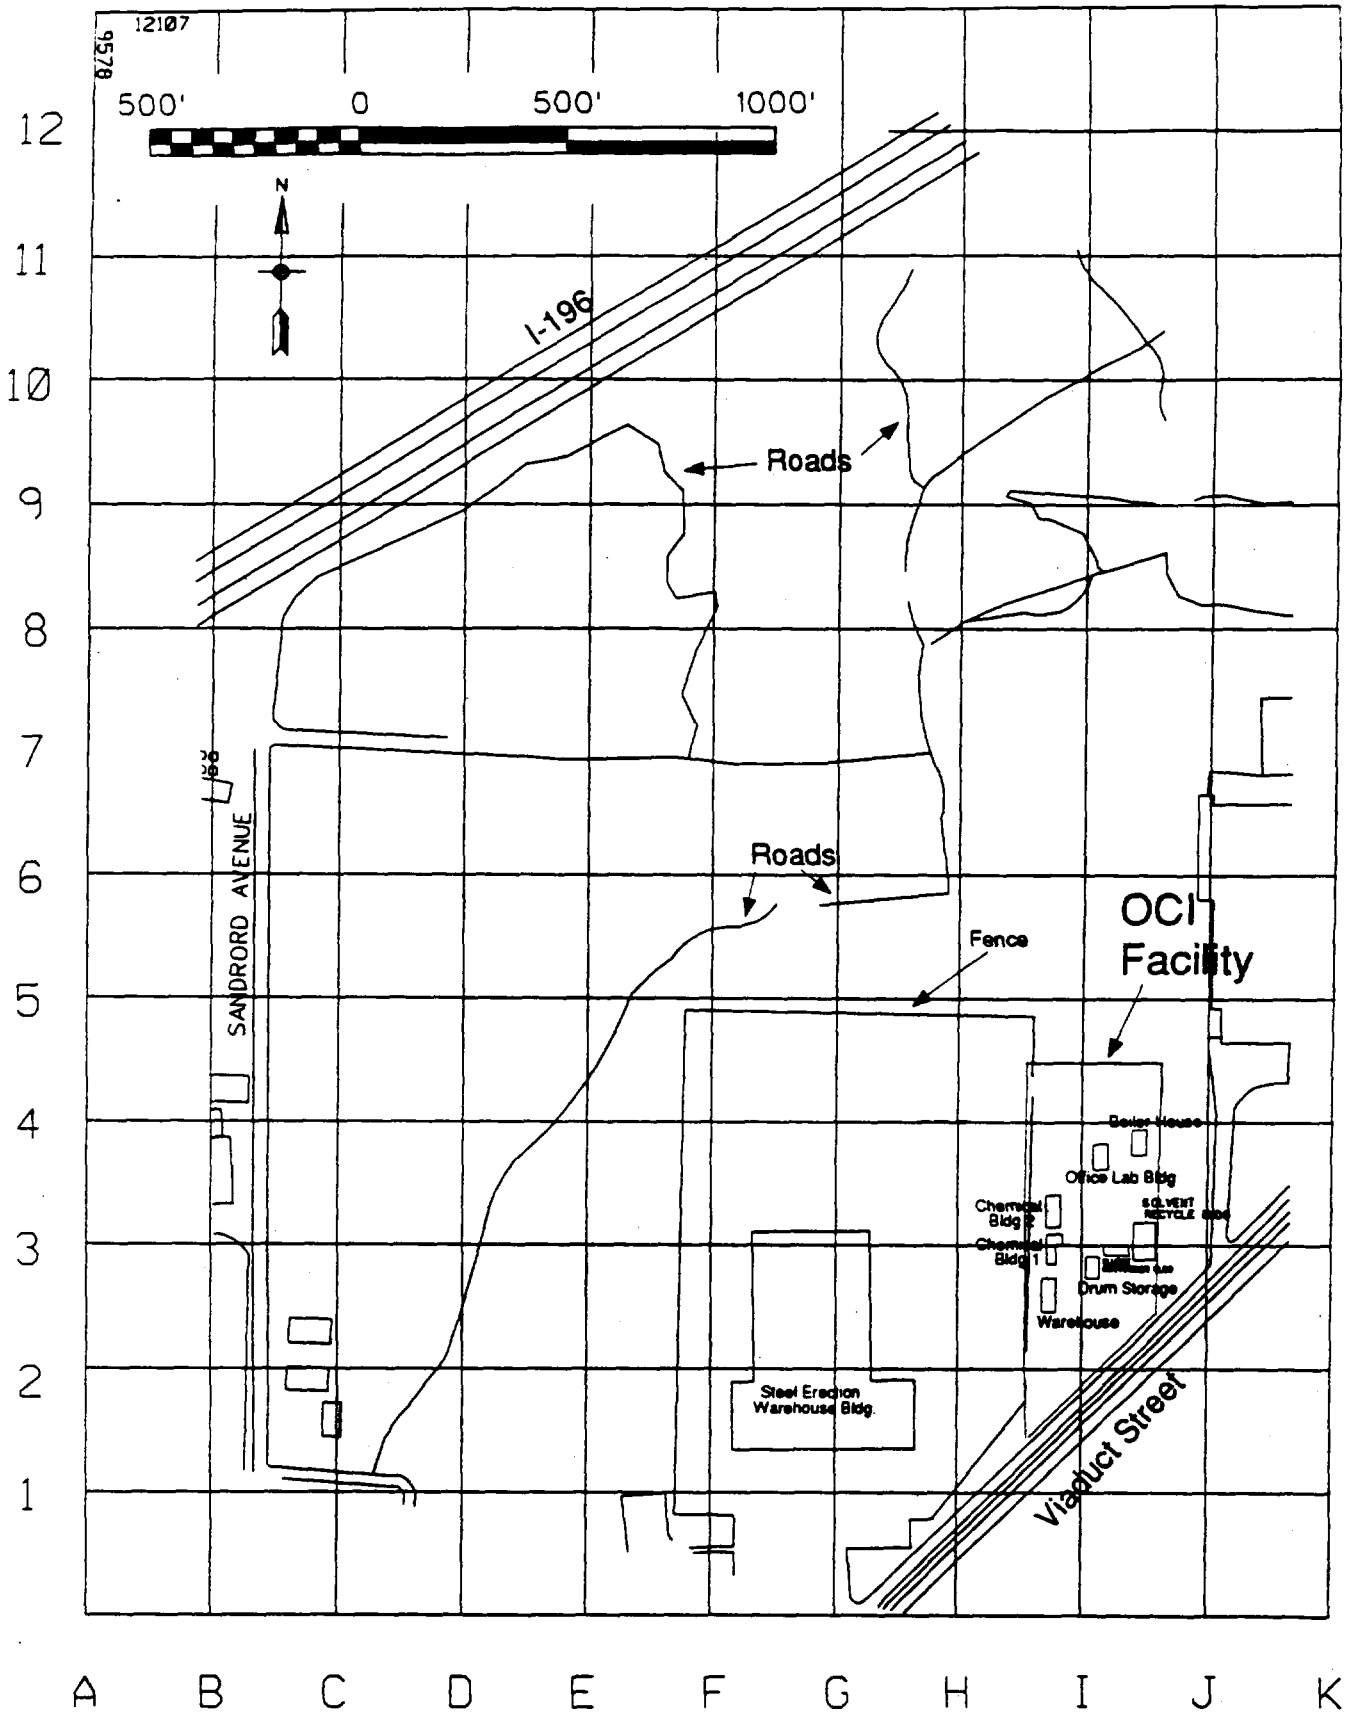 12107
9578
500' 0 500' 1000'
12
N
11
I-196
10
Roads
9
8
7
SANDRORD AVENUE
6
Roads
OCI
Facility
Fence
5
4
Boiler House
Office Lab Bldg
Chemical
Bldg 2
SOLVENT
RECYCLE BLDG
3
Chemical
Bldg 1
Drum Storage
Warehouse
2
Steel Erection
Warehouse Bldg.
Viaduct Street
1
A B C D E F G H I J K